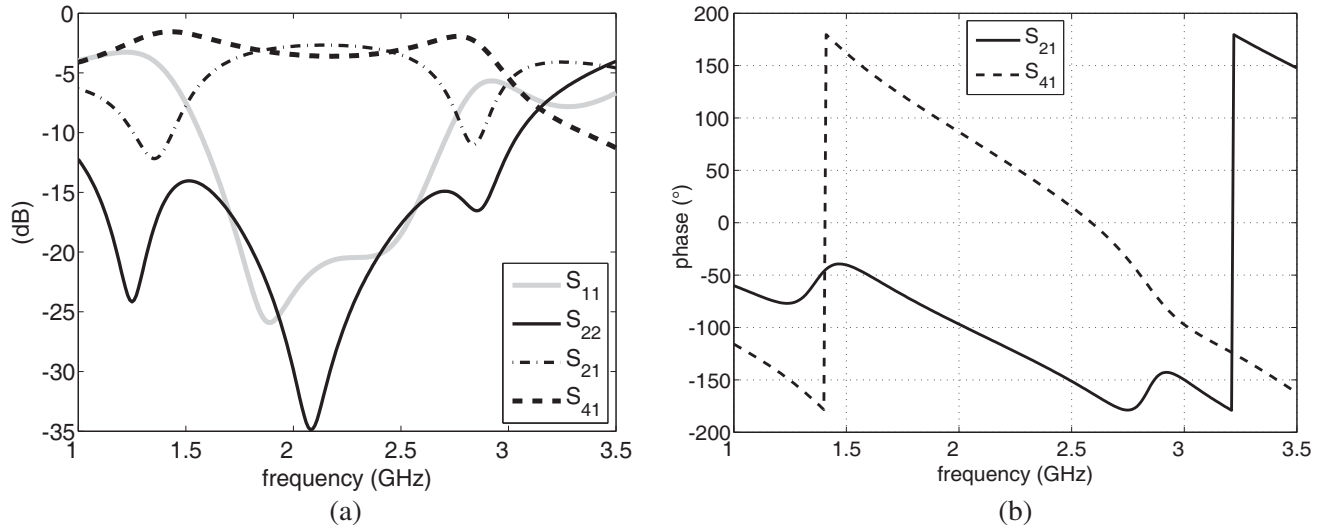 0
-5
-10
-15
-20
-25
-30
-35
(dB)
1 1.5 2 2.5 3 3.5
frequency (GHz)
S11
S22
S21
S41
(a)
200
150
100
50
0
-50
-100
-150
-200
phase (°)
1 1.5 2 2.5 3 3.5
frequency (GHz)
S21
S41
(b)